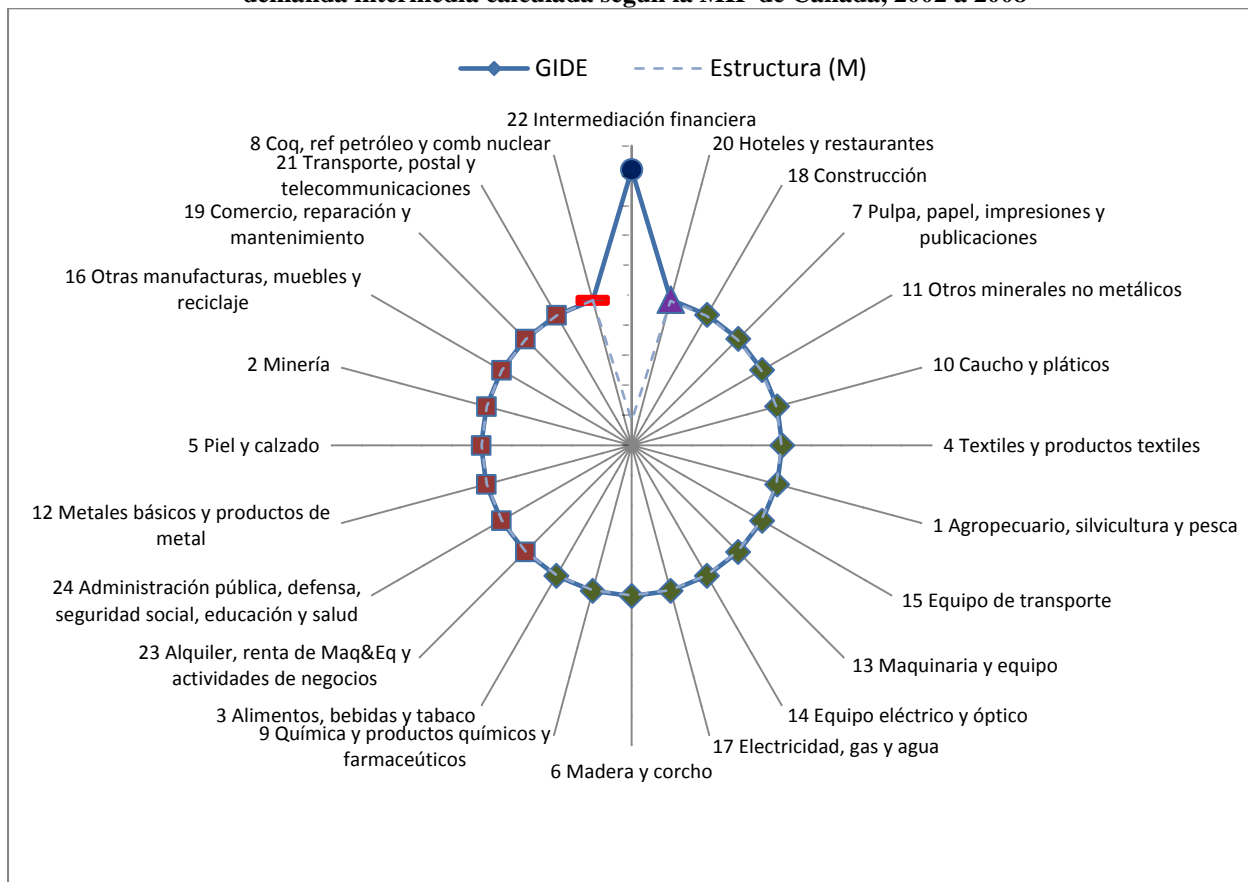 demanda intermedia calculada según la MIP de Canadá, 2002 a 2008
GIDE
Estructura (M)
22 Intermediación financiera
20 Hoteles y restaurantes
18 Construcción
7 Pulpa, papel, impresiones y
publicaciones
11 Otros minerales no metálicos
10 Caucho y pláticos
4 Textiles y productos textiles
1 Agropecuario, silvicultura y pesca
15 Equipo de transporte
13 Maquinaria y equipo
14 Equipo eléctrico y óptico
17 Electricidad, gas y agua
6 Madera y corcho
9 Química y productos químicos y
farmaceúticos
3 Alimentos, bebidas y tabaco
23 Alquiler, renta de Maq&Eq y
actividades de negocios
24 Administración pública, defensa,
seguridad social, educación y salud
12 Metales básicos y productos de
metal
5 Piel y calzado
2 Minería
16 Otras manufacturas, muebles y
reciclaje
19 Comercio, reparación y
mantenimiento
21 Transporte, postal y
telecommunicaciones
8 Coq, ref petróleo y comb nuclear